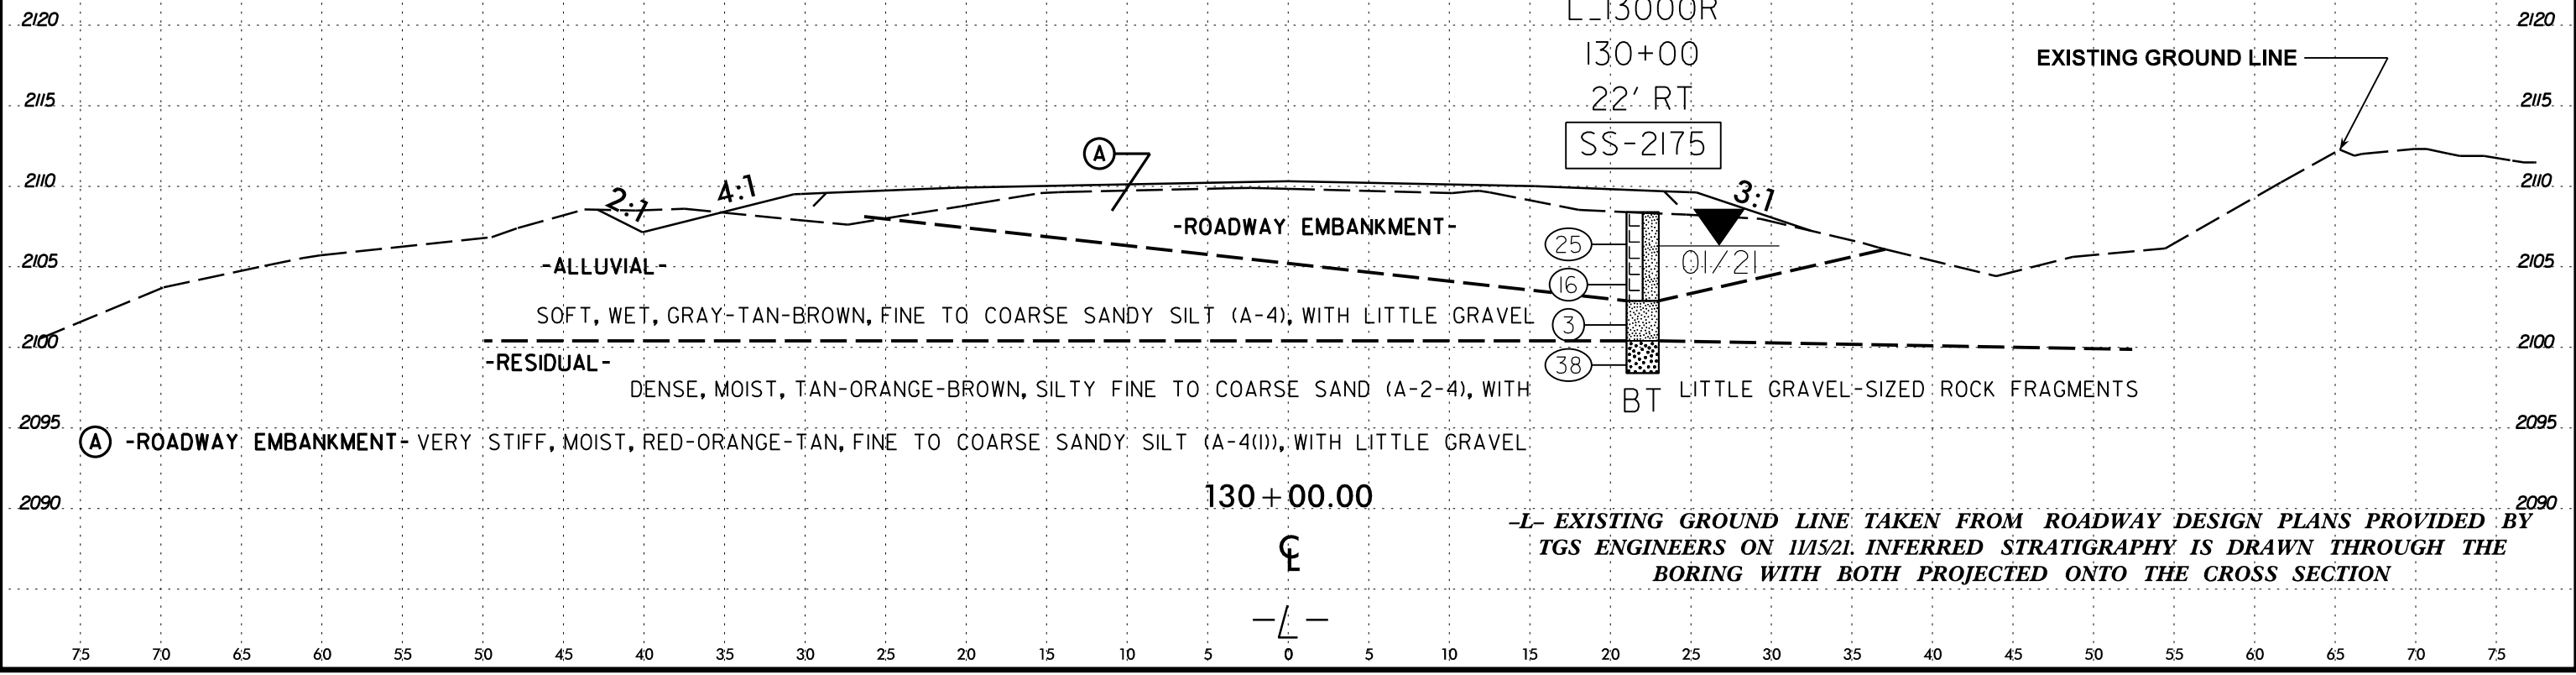 L_13000R
2120 2120
130+00
EXISTING GROUND LINE
2115 22' RT 2115
SS-2175
A
2110 2:1 4:1 3:1 2110
-ROADWAY EMBANKMENT-
25
2105 -ALLUVIAL- 01/21 2105
16
SOFT, WET, GRAY-TAN-BROWN, FINE TO COARSE SANDY SILT (A-4), WITH LITTLE GRAVEL
3
2100 2100
-RESIDUAL-
38
DENSE, MOIST, TAN-ORANGE-BROWN, SILTY FINE TO COARSE SAND (A-2-4), WITH LITTLE GRAVEL-SIZED ROCK FRAGMENTS
BT
2095 2095
A -ROADWAY EMBANKMENT- VERY STIFF, MOIST, RED-ORANGE-TAN, FINE TO COARSE SANDY SILT (A-4(1)), WITH LITTLE GRAVEL
130+00.00
2090 2090
-L- EXISTING GROUND LINE TAKEN FROM ROADWAY DESIGN PLANS PROVIDED BY
TGS ENGINEERS ON 11/15/21. INFERRED STRATIGRAPHY IS DRAWN THROUGH THE
BORING WITH BOTH PROJECTED ONTO THE CROSS SECTION
℄
-L-
75 70 65 60 55 50 45 40 35 30 25 20 15 10 5 0 5 10 15 20 25 30 35 40 45 50 55 60 65 70 75